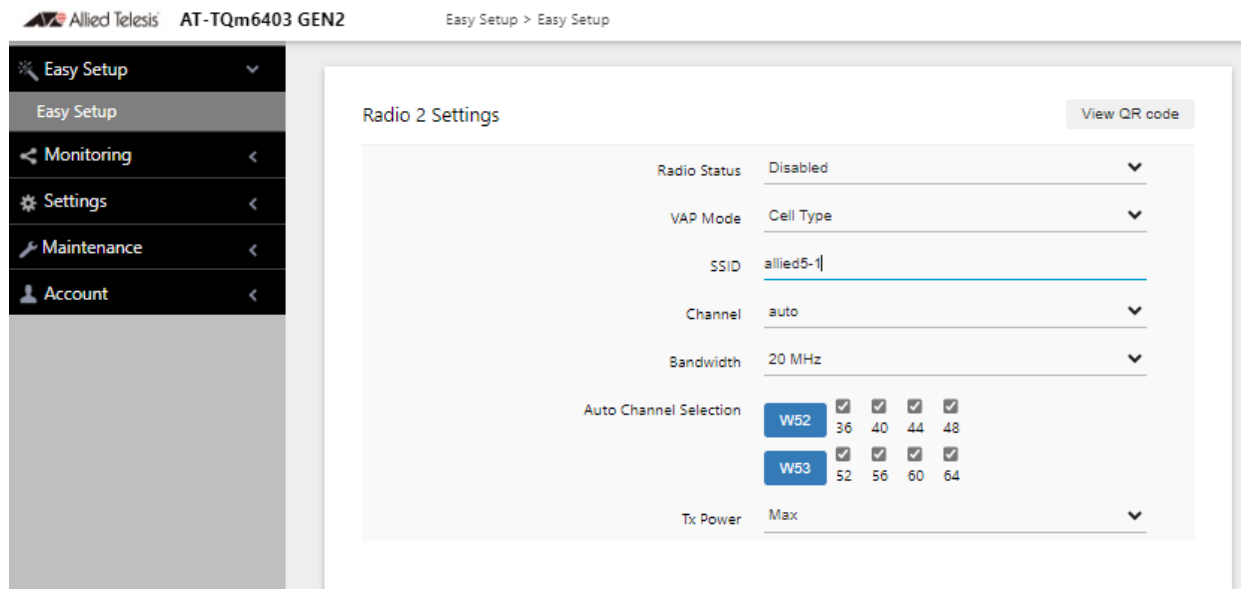 Allied Telesis AT-TQm6403 GEN2 Easy Setup > Easy Setup
Easy Setup
Easy Setup
Monitoring
Settings
Maintenance
Account
Radio 2 Settings View QR code
Radio Status Disabled
VAP Mode Cell Type
SSID allied5-1
Channel auto
Bandwidth 20 MHz
Auto Channel Selection W52
36 40 44 48
W53
52 56 60 64
Tx Power Max